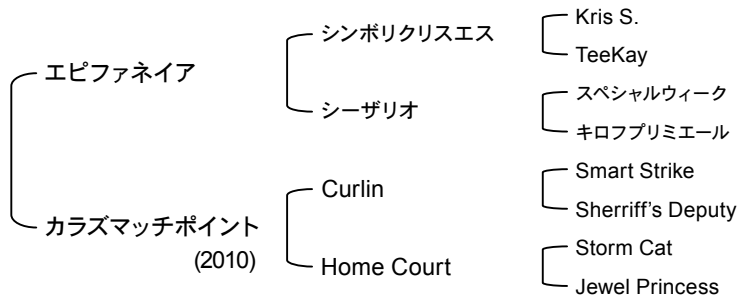 エピファネイア
シンボリクリスエス
Kris S.
TeeKay
シーザリオ
スペシャルウィーク
キロフプリミエール
カラズマッチポイント
(2010)
Curlin
Smart Strike
Sherriff's Deputy
Home Court
Storm Cat
Jewel Princess